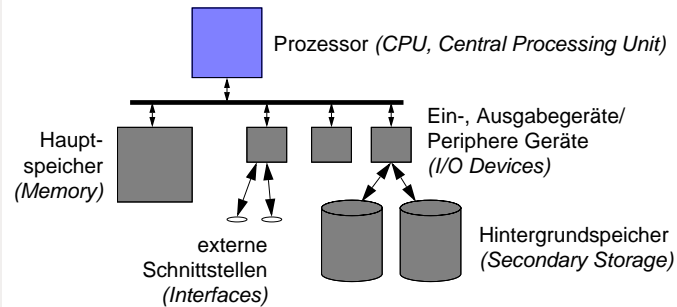 Prozessor (CPU, Central Processing Unit)
Haupt-
speicher
(Memory)
Ein-, Ausgabegeräte/
Periphere Geräte
(I/O Devices)
externe
Schnittstellen
(Interfaces)
Hintergrundspeicher
(Secondary Storage)